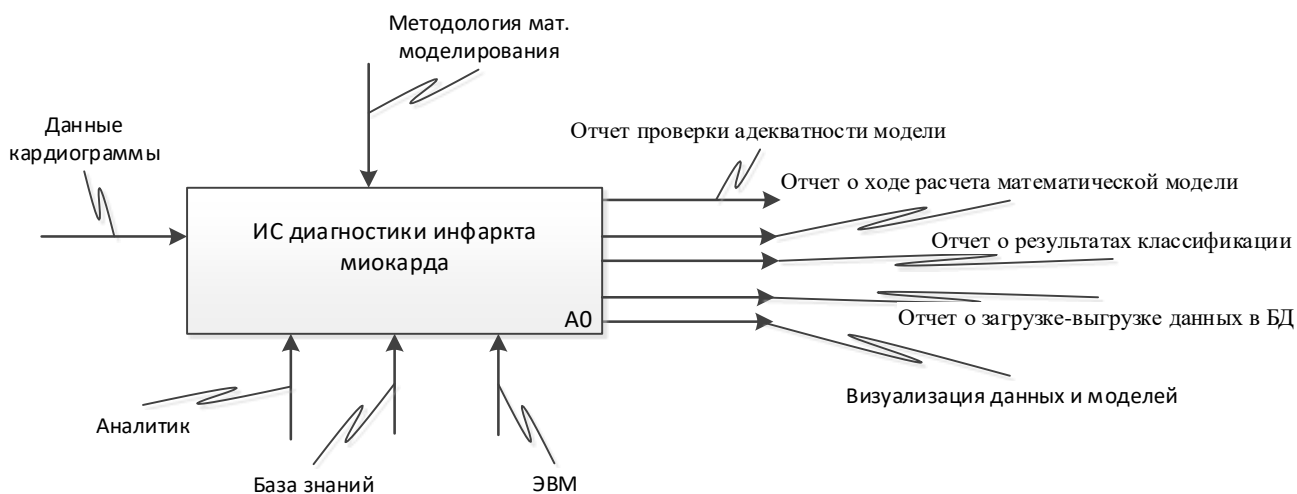 Методология мат.
моделирования
Данные
кардиограммы
Отчет проверки адекватности модели
Отчет о ходе расчета математической модели
ИС диагностики инфаркта
миокарда
Отчет о результатах классификации
A0
Отчет о загрузке-выгрузке данных в БД
Визуализация данных и моделей
Аналитик
База знаний
ЭВМ